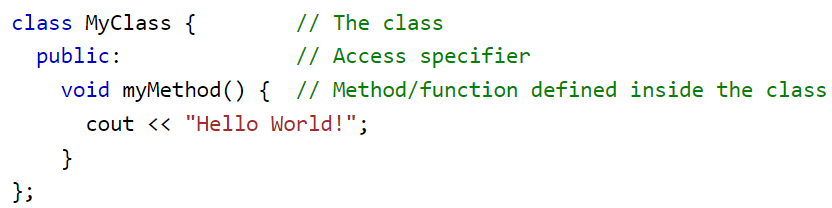 class MyClass {        // The class
  public:              // Access specifier
    void myMethod() {  // Method/function defined inside the class
      cout << "Hello World!";
    }
};